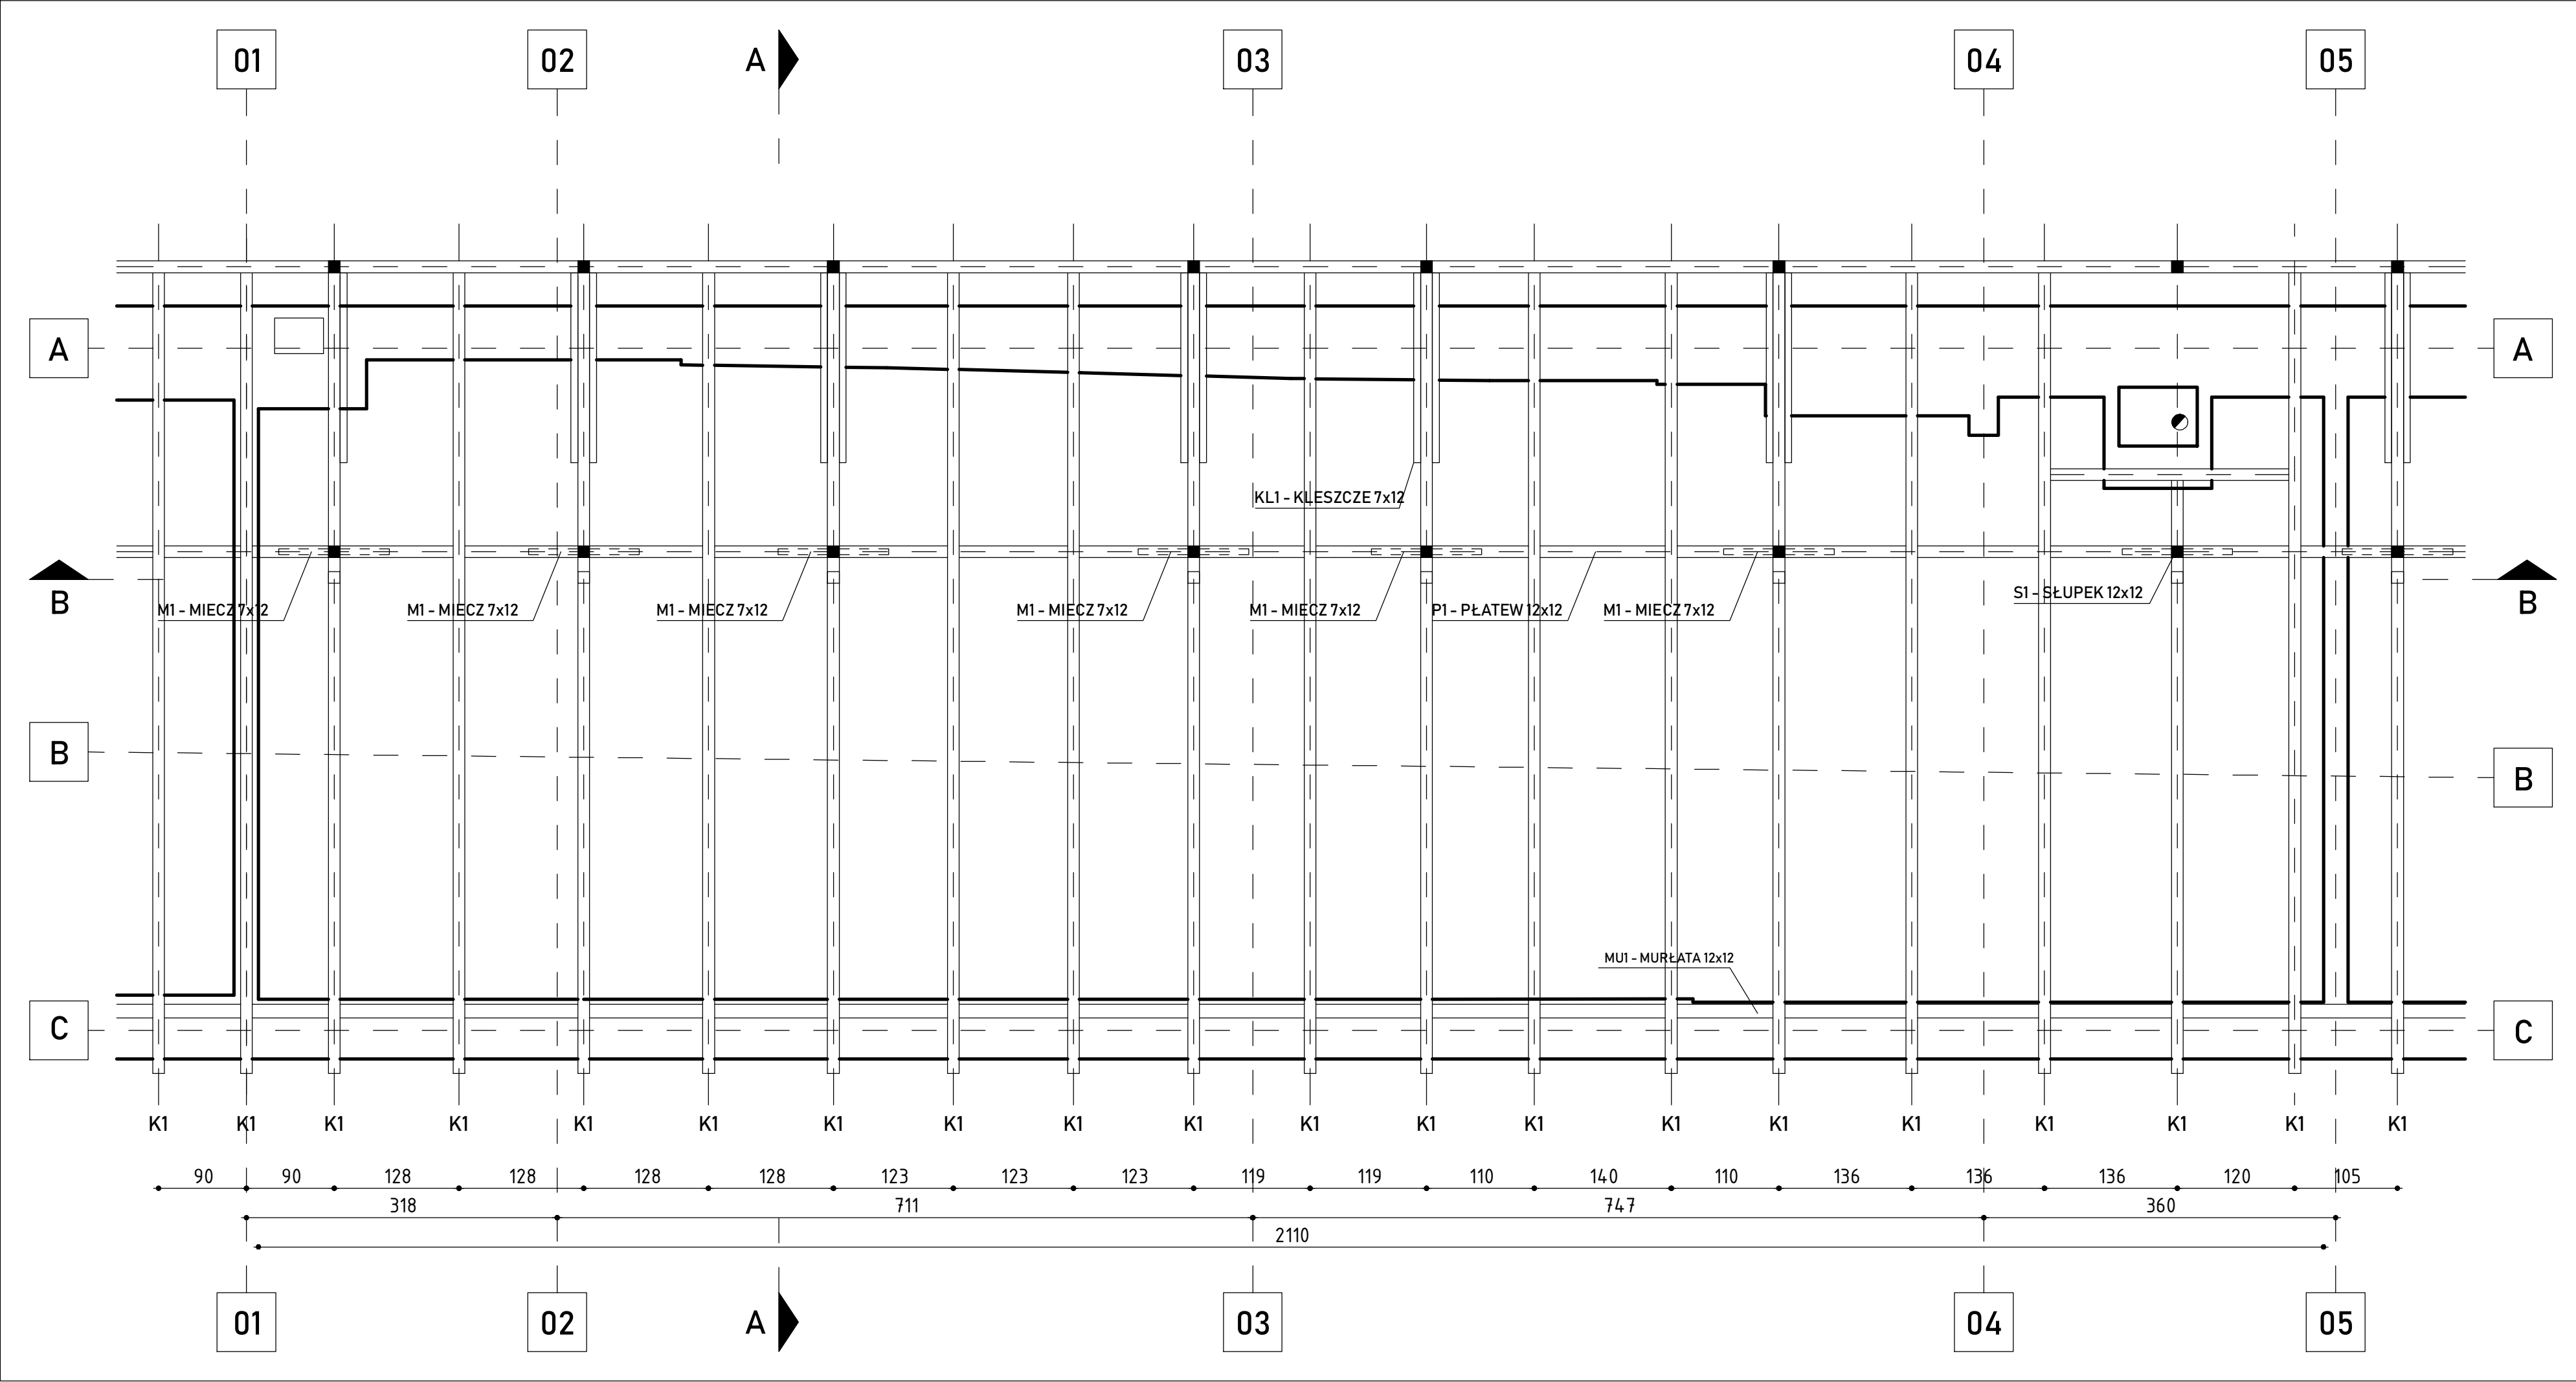 01 02 A 03 04 05
A A
KL1 - KLESZCZE 7x12
B S1 - SŁUPEK 12x12 B
M1 - MIECZ 7x12 M1 - MIECZ 7x12 M1 - MIECZ 7x12 M1 - MIECZ 7x12 M1 - MIECZ 7x12 P1 - PŁATEW 12x12 M1 - MIECZ 7x12
B B
MU1 - MURŁATA 12x12
C C
K1 K1 K1 K1 K1 K1 K1 K1 K1 K1 K1 K1 K1 K1 K1 K1 K1 K1 K1 K1
90 90 128 128 128 128 123 123 123 119 119 110 140 110 136 136 136 120 105
318 711 747 360
2110
01 02 A 03 04 05